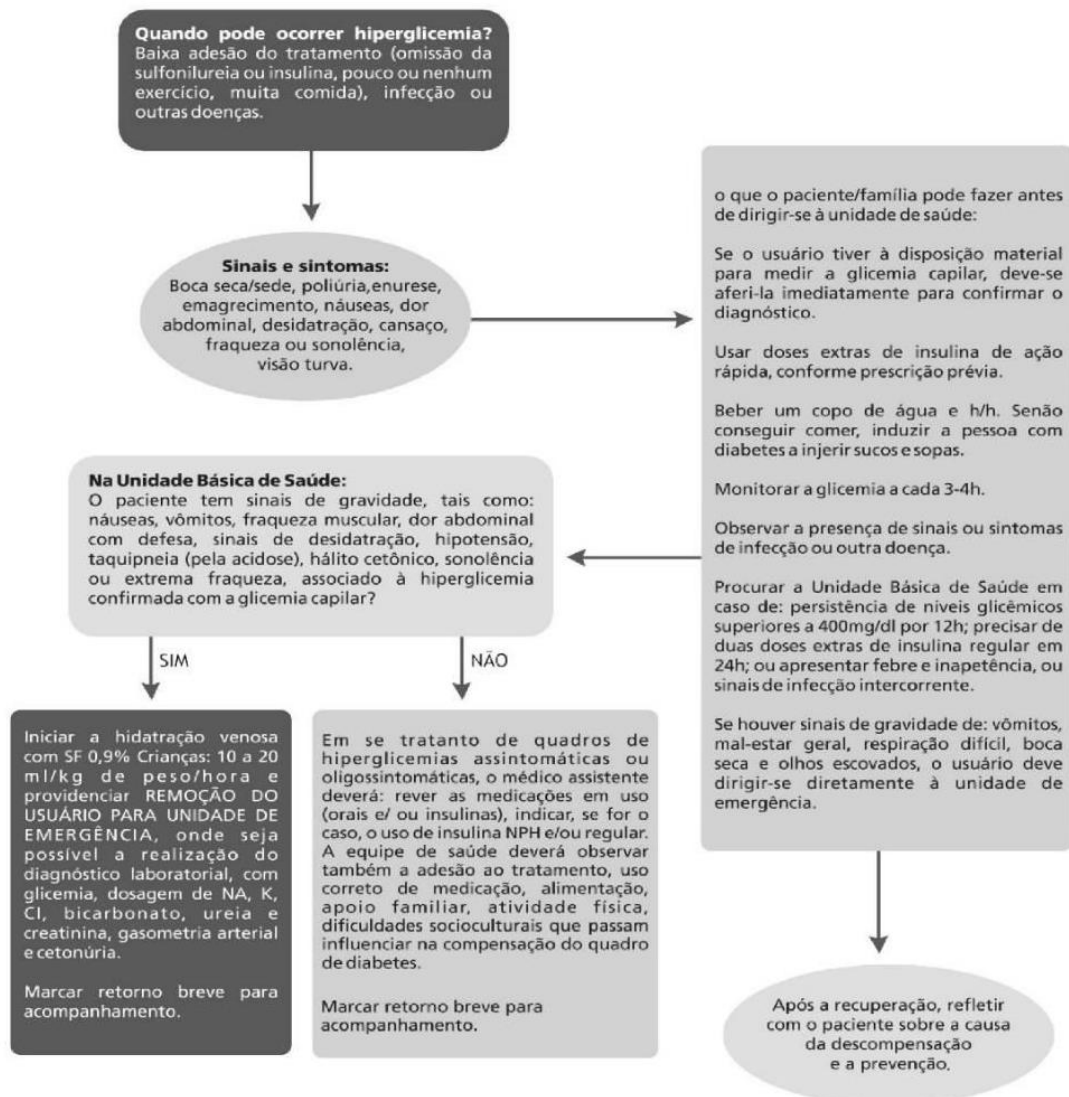 Quando pode ocorrer hiperglicemia?
Baixa adesão do tratamento (omissão da
sulfonilureia ou insulina, pouco ou nenhum
exercício, muita comida), infecção ou
outras doenças.
Sinais e sintomas:
Boca seca/sede, poliúria,enurese,
emagrecimento, náuseas, dor
abdominal, desidratação, cansaço,
fraqueza ou sonolência,
visão turva.
o que o paciente/família pode fazer antes
de dirigir-se à unidade de saúde:
Se o usuário tiver à disposição material
para medir a glicemia capilar, deve-se
aferi-la imediatamente para confirmar o
diagnóstico.
Usar doses extras de insulina de ação
rápida, conforme prescrição prévia.
Beber um copo de água e h/h. Senão
conseguir comer, induzir a pessoa com
diabetes a injerir sucos e sopas.
Monitorar a glicemia a cada 3-4h.
Observar a presença de sinais ou sintomas
de infecção ou outra doença.
Procurar a Unidade Básica de Saúde em
caso de: persistência de níveis glicêmicos
superiores a 400mg/dl por 12h; precisar de
duas doses extras de insulina regular em
24h; ou apresentar febre e inapetência, ou
sinais de infecção intercorrente.
Se houver sinais de gravidade de: vômitos,
mal-estar geral, respiração difícil, boca
seca e olhos escovados, o usuário deve
dirigir-se diretamente à unidade de
emergência.
Na Unidade Básica de Saúde:
O paciente tem sinais de gravidade, tais como:
náuseas, vômitos, fraqueza muscular, dor abdominal
com defesa, sinais de desidratação, hipotensão,
taquipneia (pela acidose), hálito cetônico, sonolência
ou extrema fraqueza, associado à hiperglicemia
confirmada com a glicemia capilar?
SIM
NÃO
Iniciar a hidratação venosa
com SF 0,9% Crianças: 10 a 20
ml/kg de peso/hora e
providenciar REMOÇÃO DO
USUÁRIO PARA UNIDADE DE
EMERGÊNCIA, onde seja
possível a realização do
diagnóstico laboratorial, com
glicemia, dosagem de NA, K,
CI, bicarbonato, ureia e
creatinina, gasometria arterial
e cetonúria.
Marcar retorno breve para
acompanhamento.
Em se tratanto de quadros de
hiperglicemias assintomáticas ou
oligossintomáticas, o médico assistente
deverá: rever as medicações em uso
(orais e/ ou insulinas), indicar, se for o
caso, o uso de insulina NPH e/ou regular.
A equipe de saúde deverá observar
também a adesão ao tratamento, uso
correto de medicação, alimentação,
apoio familiar, atividade física,
dificuldades socioculturais que passam
influenciar na compensação do quadro
de diabetes.
Marcar retorno breve para
acompanhamento.
Após a recuperação, refletir
com o paciente sobre a causa
da descompensação
e a prevenção.